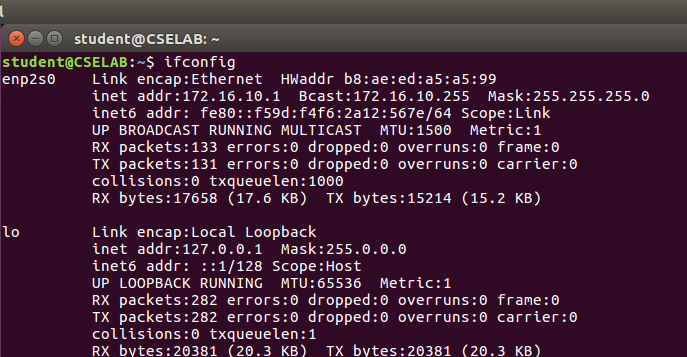 l
student@CSELAB: ~
student@CSELAB:~$ ifconfig
enp2s0    Link encap:Ethernet  HWaddr b8:ae:ed:a5:a5:99
          inet addr:172.16.10.1  Bcast:172.16.10.255  Mask:255.255.255.0
          inet6 addr: fe80::f59d:f4f6:2a12:567e/64 Scope:Link
          UP BROADCAST RUNNING MULTICAST  MTU:1500  Metric:1
          RX packets:133 errors:0 dropped:0 overruns:0 frame:0
          TX packets:131 errors:0 dropped:0 overruns:0 carrier:0
          collisions:0 txqueuelen:1000
          RX bytes:17658 (17.6 KB)  TX bytes:15214 (15.2 KB)

lo        Link encap:Local Loopback
          inet addr:127.0.0.1  Mask:255.0.0.0
          inet6 addr: ::1/128 Scope:Host
          UP LOOPBACK RUNNING  MTU:65536  Metric:1
          RX packets:282 errors:0 dropped:0 overruns:0 frame:0
          TX packets:282 errors:0 dropped:0 overruns:0 carrier:0
          collisions:0 txqueuelen:1
          RX bytes:20381 (20.3 KB)  TX bytes:20381 (20.3 KB)